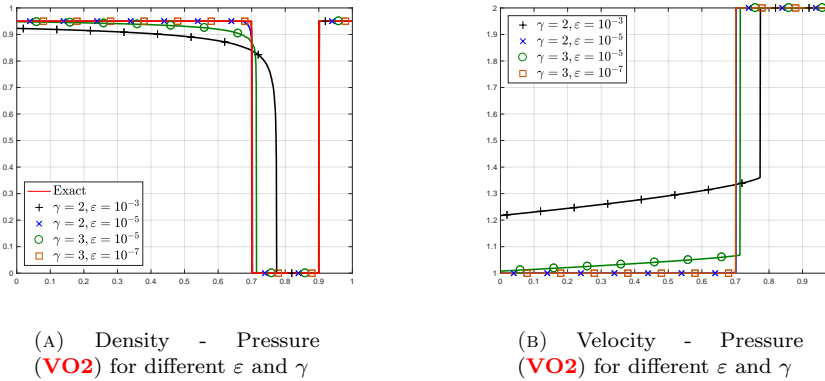 1
0.9
0.8
0.7
0.6
0.5
0.4
0.3
0.2
0.1
0
Exact
γ = 2, ε = 10⁻³
γ = 2, ε = 10⁻⁵
γ = 3, ε = 10⁻⁵
γ = 3, ε = 10⁻⁷
0 0.1 0.2 0.3 0.4 0.5 0.6 0.7 0.8 0.9 1
(A) Density - Pressure
(VO2) for different ε and γ
2
1.9
1.8
1.7
1.6
1.5
1.4
1.3
1.2
1.1
1
γ = 2, ε = 10⁻³
γ = 2, ε = 10⁻⁵
γ = 3, ε = 10⁻⁵
γ = 3, ε = 10⁻⁷
0 0.1 0.2 0.3 0.4 0.5 0.6 0.7 0.8 0.9
(B) Velocity - Pressure
(VO2) for different ε and γ